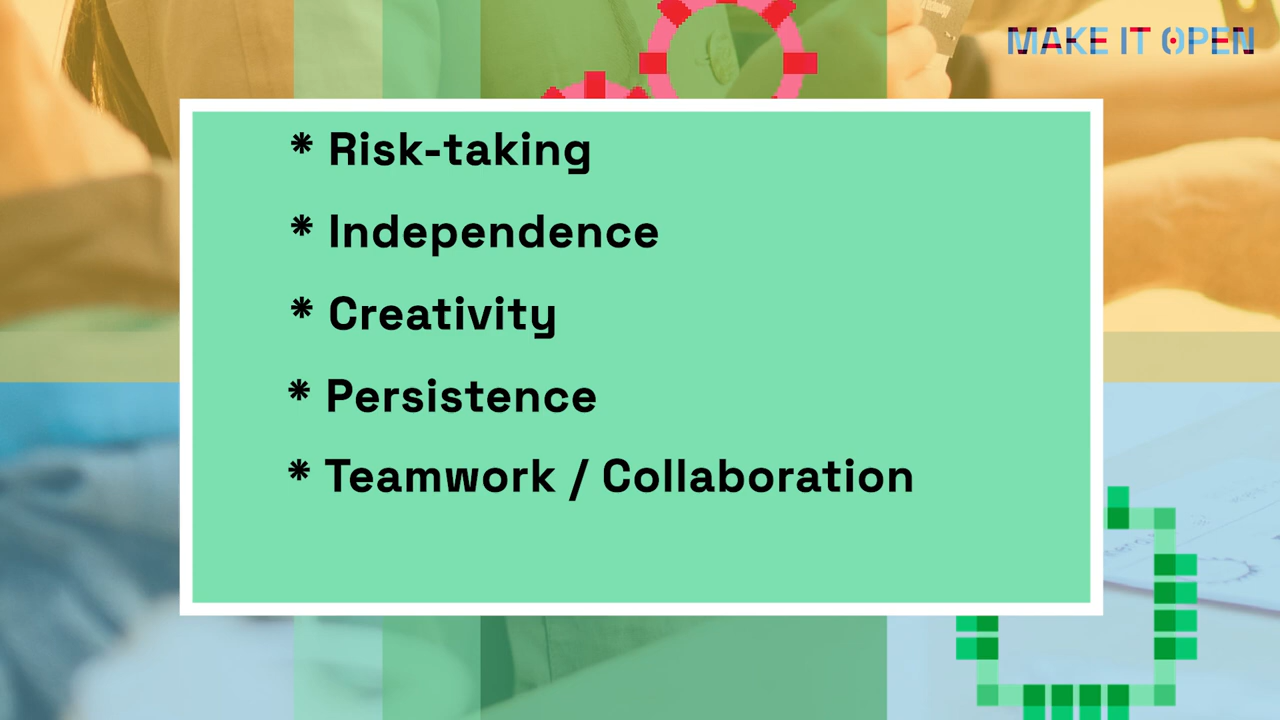 MAKE IT OPEN
* Risk-taking
* Independence
* Creativity
* Persistence
* Teamwork / Collaboration